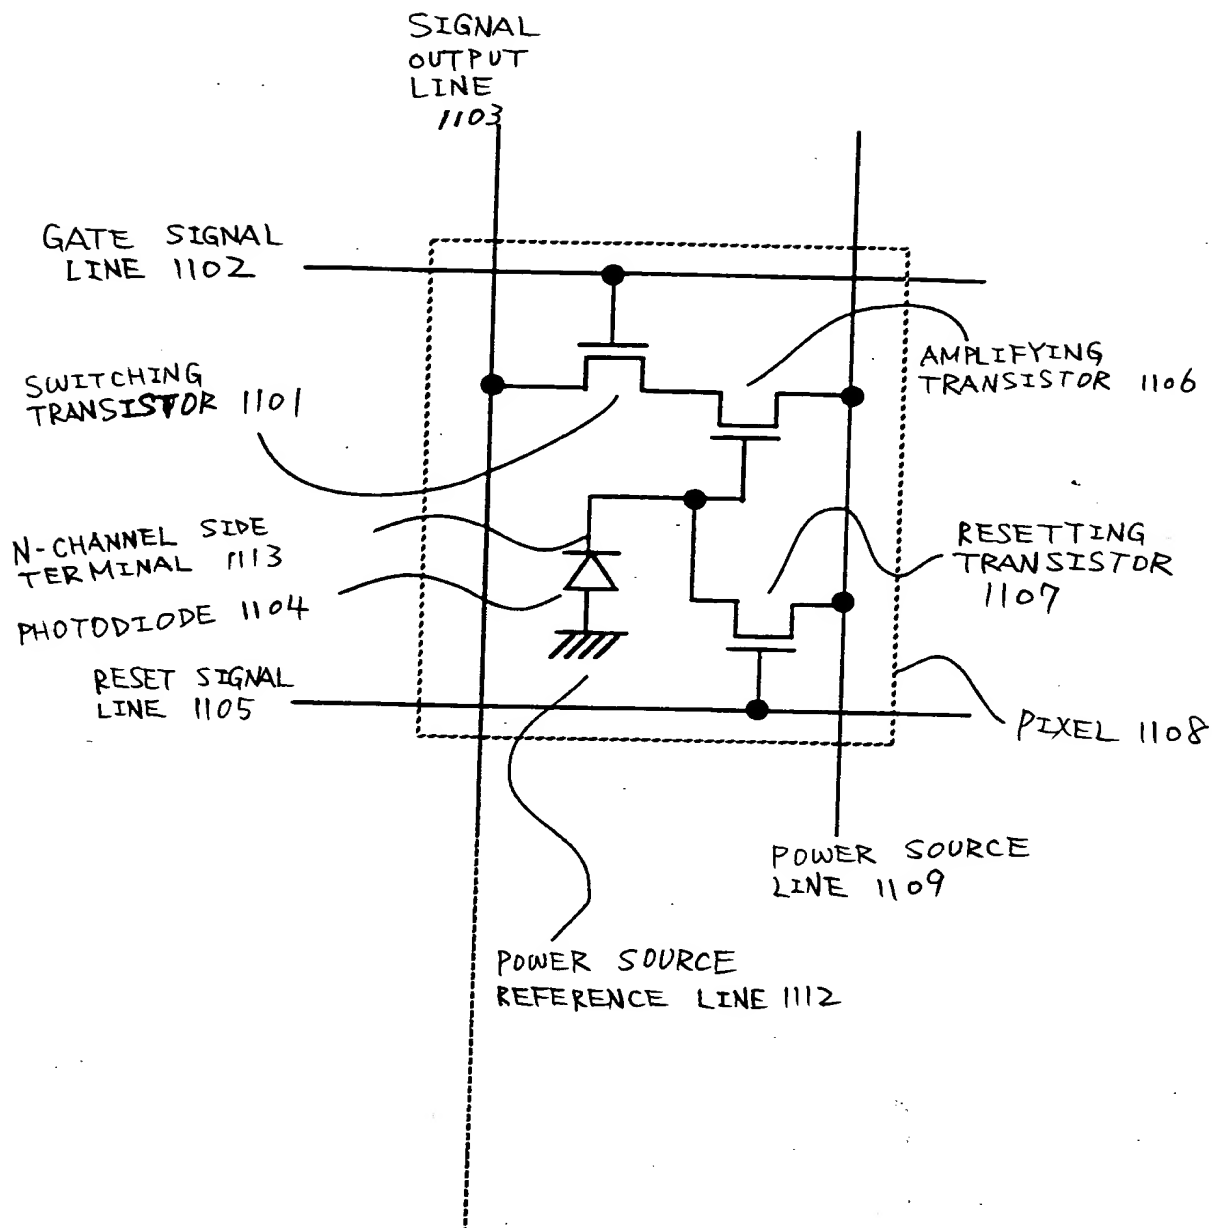 SIGNAL
OUTPUT
LINE
1103
GATE SIGNAL
LINE 1102
SWITCHING
TRANSISTOR 1101
AMPLIFYING
TRANSISTOR 1106
N-CHANNEL SIDE
TERMINAL 1113
PHOTODIODE 1104
RESETTING
TRANSISTOR
1107
RESET SIGNAL
LINE 1105
PIXEL 1108
POWER SOURCE
LINE 1109
POWER SOURCE
REFERENCE LINE 1112